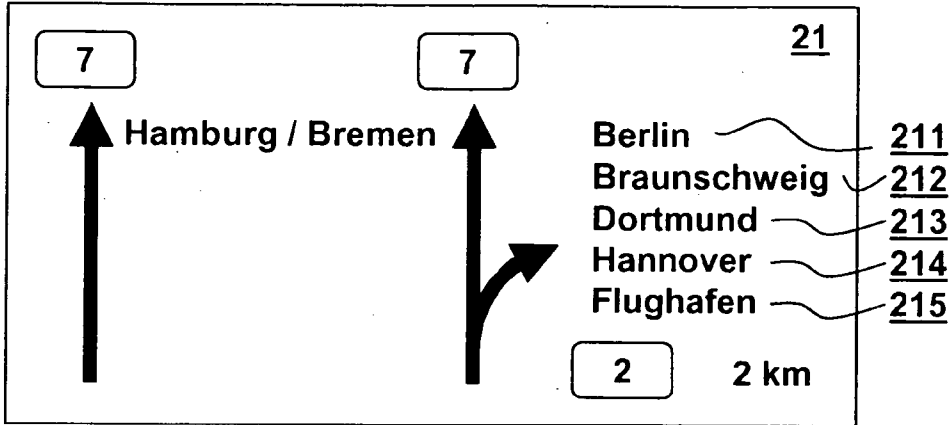 7 7 21
Hamburg / Bremen
Berlin 211
Braunschweig 212
Dortmund 213
Hannover 214
Flughafen 215
2 2 km